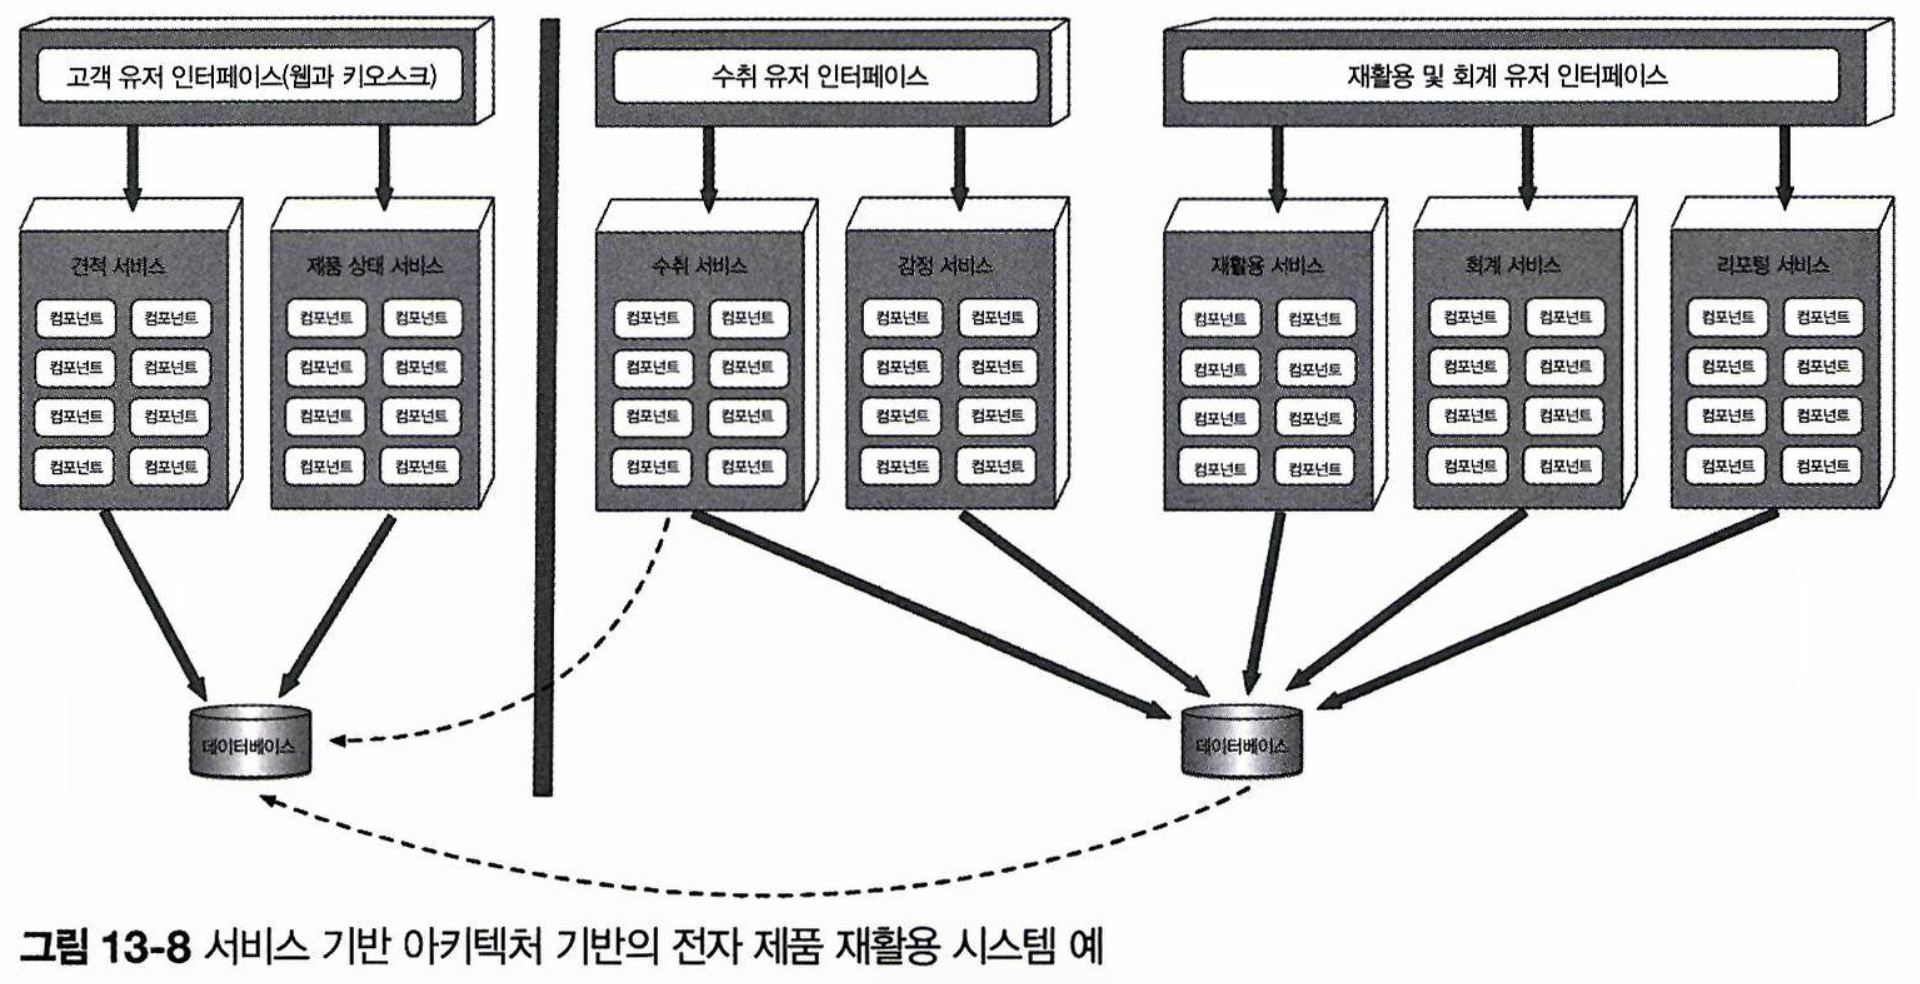 고객 유저 인터페이스(웹과 키오스크)
수취 유저 인터페이스
재활용 및 회계 유저 인터페이스
견적 서비스
제품 상태 서비스
수취 서비스
감정 서비스
재활용 서비스
회계 서비스
리포팅 서비스
컴포넌트 컴포넌트 컴포넌트 컴포넌트 컴포넌트 컴포넌트 컴포넌트 컴포넌트 컴포넌트 컴포넌트 컴포넌트 컴포넌트 컴포넌트 컴포넌트
컴포넌트 컴포넌트 컴포넌트 컴포넌트 컴포넌트 컴포넌트 컴포넌트 컴포넌트 컴포넌트 컴포넌트 컴포넌트 컴포넌트 컴포넌트 컴포넌트
컴포넌트 컴포넌트 컴포넌트 컴포넌트 컴포넌트 컴포넌트 컴포넌트 컴포넌트 컴포넌트 컴포넌트 컴포넌트 컴포넌트 컴포넌트 컴포넌트
컴포넌트 컴포넌트 컴포넌트 컴포넌트 컴포넌트 컴포넌트 컴포넌트 컴포넌트 컴포넌트 컴포넌트 컴포넌트 컴포넌트 컴포넌트 컴포넌트
데이터베이스
데이터베이스
그림 13-8 서비스 기반 아키텍처 기반의 전자 제품 재활용 시스템 예